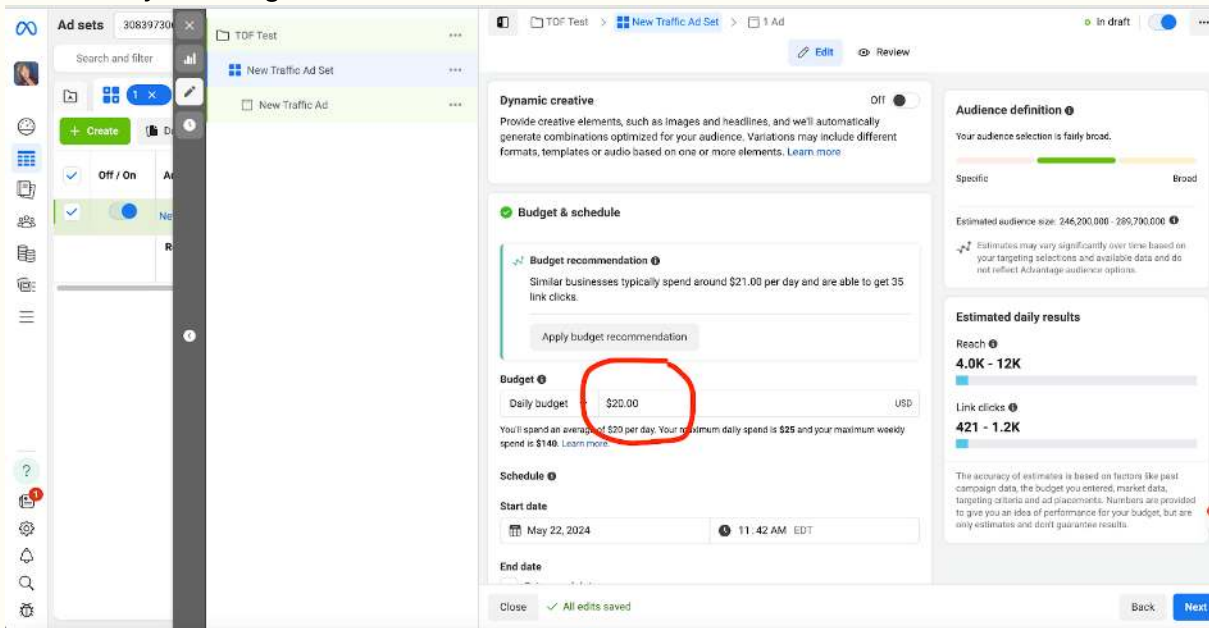 Ad sets
Search and filter
1
+ Create
Off / On
TOF Test
New Traffic Ad Set
New Traffic Ad
TOF Test > New Traffic Ad Set > 1 Ad
In draft
Edit
Review
Dynamic creative
Off
Provide creative elements, such as images and headlines, and we'll automatically
generate combinations optimized for your audience. Variations may include different
formats, templates or audio based on one or more elements. Learn more
Budget & schedule
Budget recommendation
Similar businesses typically spend around $21.00 per day and are able to get 35
link clicks.
Apply budget recommendation
Budget
Daily budget
$20.00
USD
You'll spend an average of $20 per day. Your maximum daily spend is $25 and your maximum weekly
spend is $140. Learn more
Schedule
Start date
May 22, 2024
11:42 AM EDT
End date
Close
All edits saved
Back
Next
Audience definition
Your audience selection is fairly broad.
Specific
Broad
Estimated audience size: 246,200,000 - 289,700,000
Estimates may vary significantly over time based on
your targeting selections and available data and do
not reflect Advantage audience options.
Estimated daily results
Reach
4.0K - 12K
Link clicks
421 - 1.2K
The accuracy of estimates is based on factors like past
campaign data, the budget you entered, market data,
targeting criteria and ad placements. Numbers are provided
to give you an idea of performance for your budget, but are
only estimates and don't guarantee results.